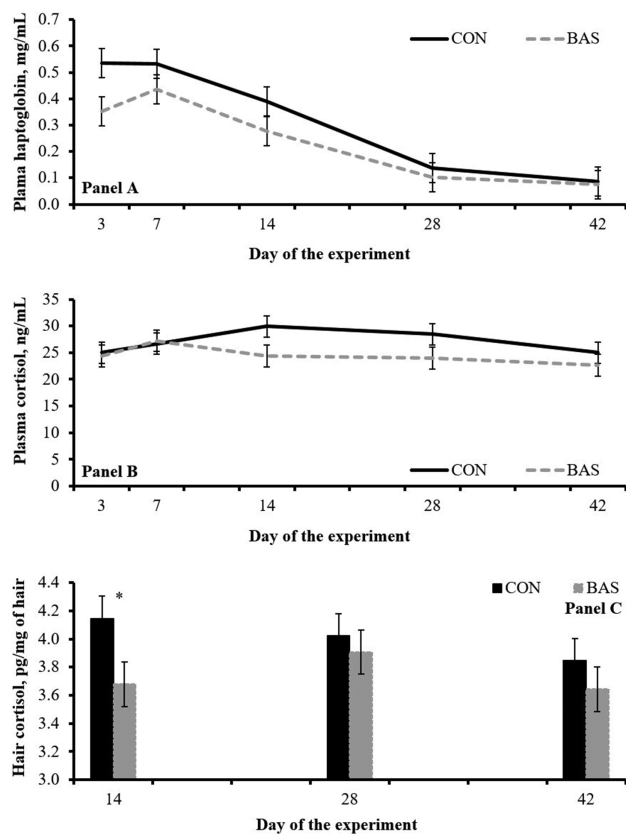 Plama haptoglobin, mg/mL
0.7
0.6
0.5
0.4
0.3
0.2
0.1
0.0
CON BAS
Panel A
3 7 14 28 42
Day of the experiment
Plasma cortisol, ng/mL
35
30
25
20
15
10
5
0
Panel B
CON BAS
3 7 14 28 42
Day of the experiment
Hair cortisol, pg/mg of hair
4.4
4.2
4.0
3.8
3.6
3.4
3.2
3.0
CON BAS
Panel C
*
14 28 42
Day of the experiment